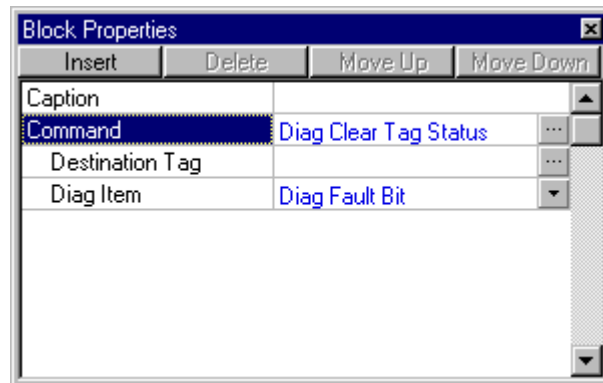 Block Properties
Insert Delete Move Up Move Down
Caption
Command Diag Clear Tag Status ...
Destination Tag ...
Diag Item Diag Fault Bit